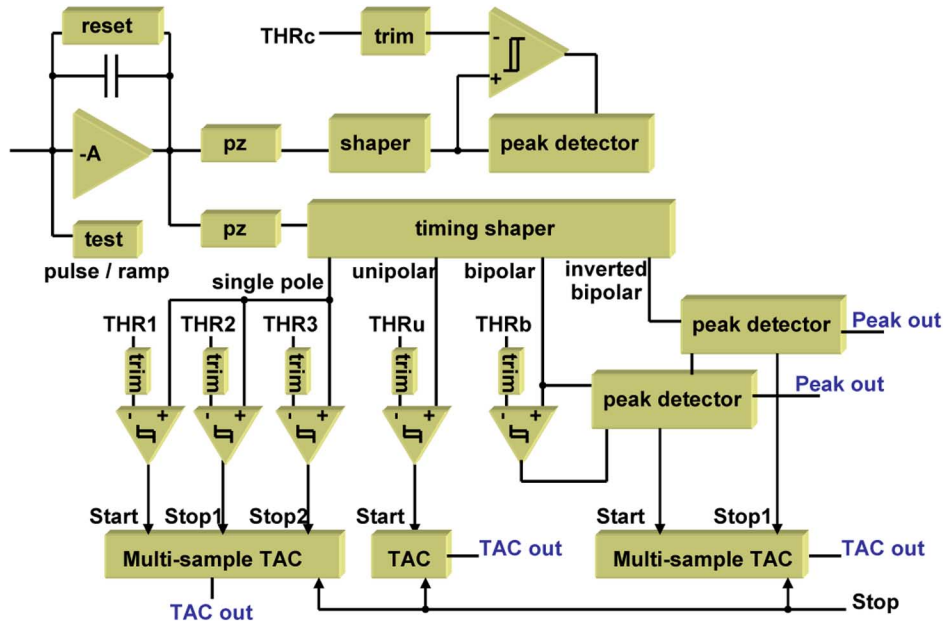 reset
THRc
trim
-
+
-A
pz
shaper
peak detector
test
pz
timing shaper
pulse / ramp
single pole
unipolar
bipolar
inverted
bipolar
THR1
THR2
THR3
THRu
THRb
peak detector
Peak out
trim
trim
trim
trim
trim
peak detector
Peak out
-
+
-
+
-
+
-
+
-
+
Start
Stop1
Stop2
Start
Start
Stop1
Multi-sample TAC
TAC
TAC out
Multi-sample TAC
TAC out
TAC out
Stop